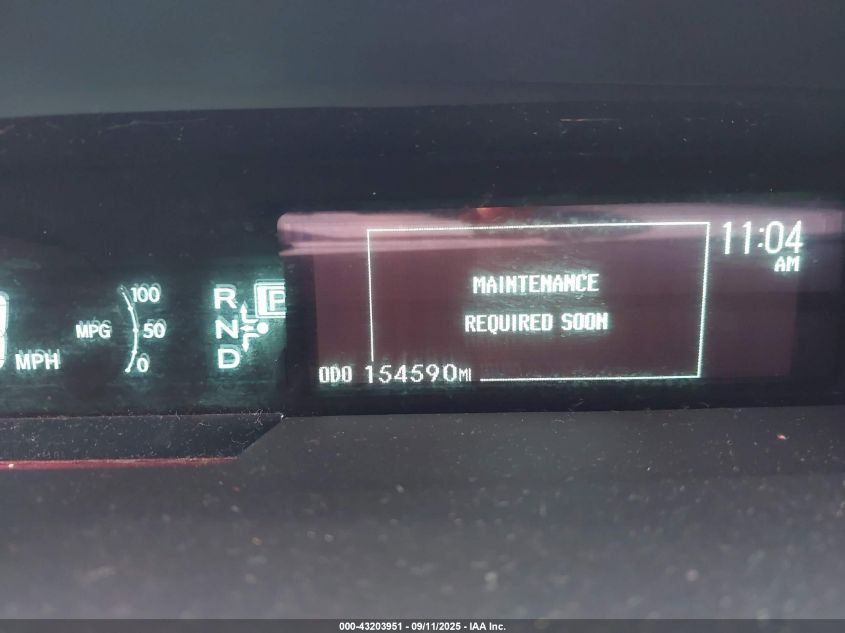 11:04
AM
MAINTENANCE
REQUIRED SOON
ODO 154590MI
100
MPG 50
0
MPH
R P
N
D
000-43203951 - 09/11/2025 - IAA Inc.